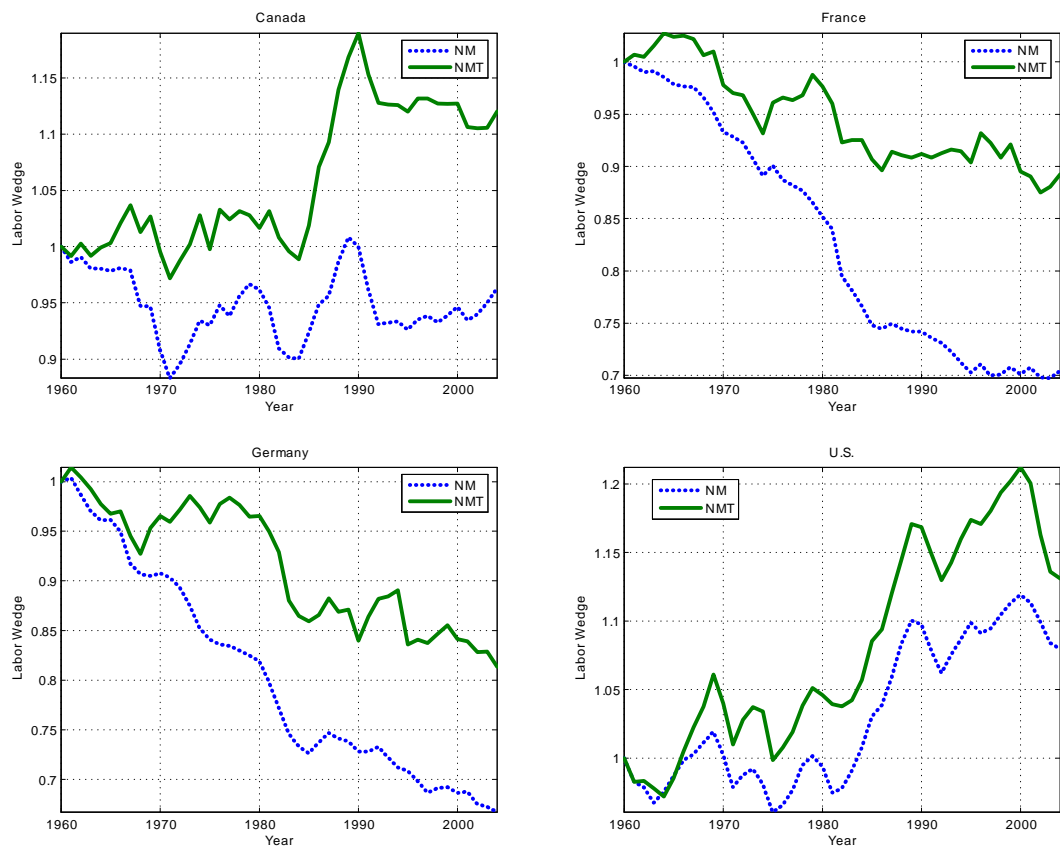 Canada
Labor Wedge
1.15
1.1
1.05
1
0.95
0.9
NM
NMT
1960 1970 1980 1990 2000
Year
France
Labor Wedge
1
0.95
0.9
0.85
0.8
0.75
0.7
NM
NMT
1960 1970 1980 1990 2000
Year
Germany
Labor Wedge
1
0.95
0.9
0.85
0.8
0.75
0.7
NM
NMT
1960 1970 1980 1990 2000
Year
U.S.
Labor Wedge
1.2
1.15
1.1
1.05
1
NM
NMT
1960 1970 1980 1990 2000
Year